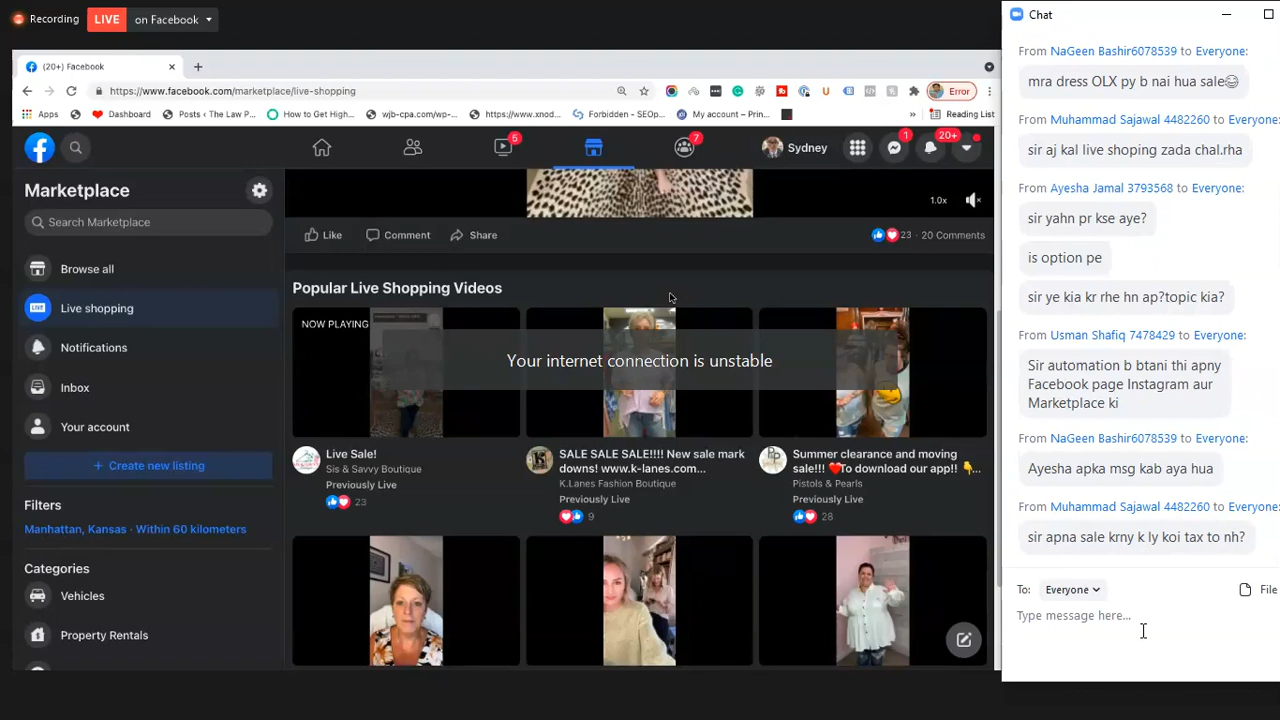 Recording
LIVE on Facebook
(20+) Facebook
https://www.facebook.com/marketplace/live-shopping
Error
Apps
Dashboard
Posts ‹ The Law P...
How to Get High...
wjb-cpa.com/wp-...
https://www.xnod...
Forbidden - SEOp...
My account – Prin...
»
Reading List
5
7
Sydney
1
20+
Marketplace
Search Marketplace
Browse all
LIVE
Live shopping
Notifications
Inbox
Your account
+ Create new listing
Filters
Manhattan, Kansas · Within 60 kilometers
Categories
Vehicles
Property Rentals
1.0x
Like
Comment
Share
23 · 20 Comments
Popular Live Shopping Videos
NOW PLAYING
Your internet connection is unstable
Live Sale!
Sis & Savvy Boutique
Previously Live
23
SALE SALE SALE!!!! New sale mark
downs! www.k-lanes.com...
K.Lanes Fashion Boutique
Previously Live
9
Summer clearance and moving
sale!!! ❤️To download our app!! 👇...
Pistols & Pearls
Previously Live
28
Chat
From NaGeen Bashir6078539 to Everyone:
mra dress OLX py b nai hua sale😂
From Muhammad Sajawal 4482260 to Everyone:
sir aj kal live shoping zada chal.rha
From Ayesha Jamal 3793568 to Everyone:
sir yahn pr kse aye?
is option pe
sir ye kia kr rhe hn ap?topic kia?
From Usman Shafiq 7478429 to Everyone:
Sir automation b btani thi apny
Facebook page Instagram aur
Marketplace ki
From NaGeen Bashir6078539 to Everyone:
Ayesha apka msg kab aya hua
From Muhammad Sajawal 4482260 to Everyone:
sir apna sale krny k ly koi tax to nh?
To: Everyone
File
Type message here...